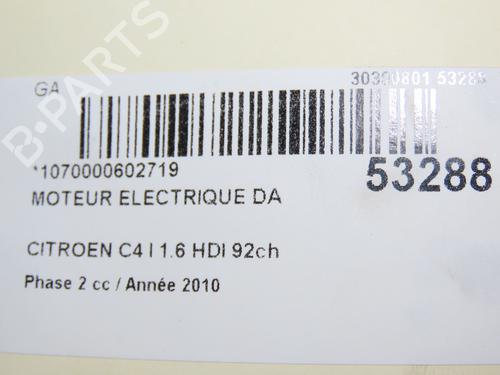 GA
30390801 53288
*1070000602719
53288
MOTEUR ELECTRIQUE DA
CITROEN C4 I 1.6 HDI 92ch
Phase 2 cc / Année 2010
B-PARTS